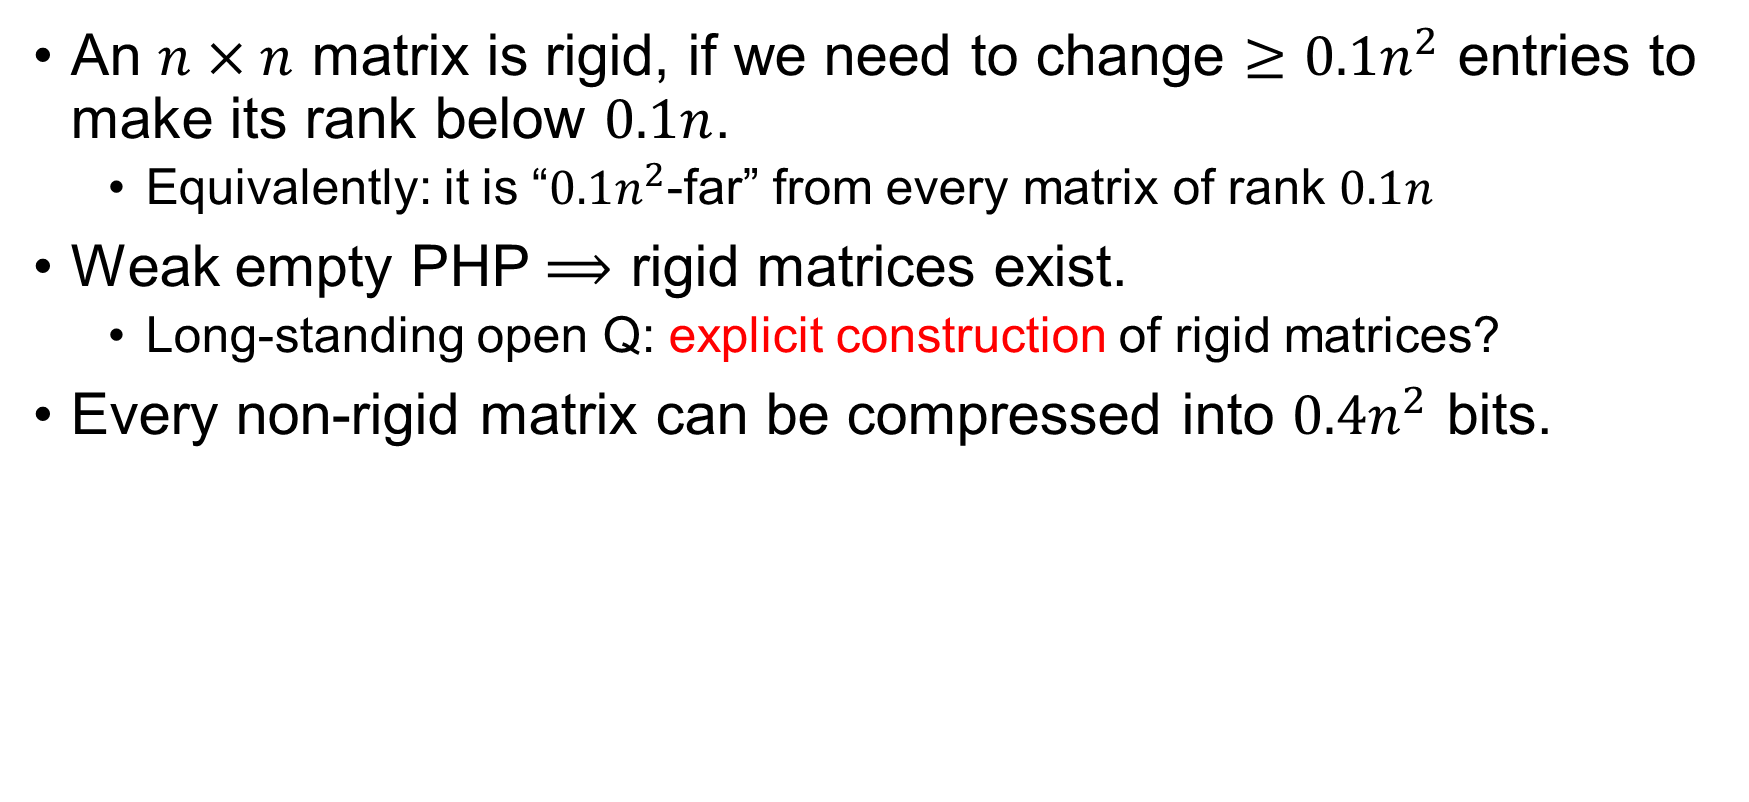 • An 𝑛 × 𝑛 matrix is rigid, if we need to change ≥ 0.1𝑛² entries to
make its rank below 0.1𝑛.
• Equivalently: it is “0.1𝑛²-far” from every matrix of rank 0.1𝑛
• Weak empty PHP ⟹ rigid matrices exist.
• Long-standing open Q: explicit construction of rigid matrices?
• Every non-rigid matrix can be compressed into 0.4𝑛² bits.